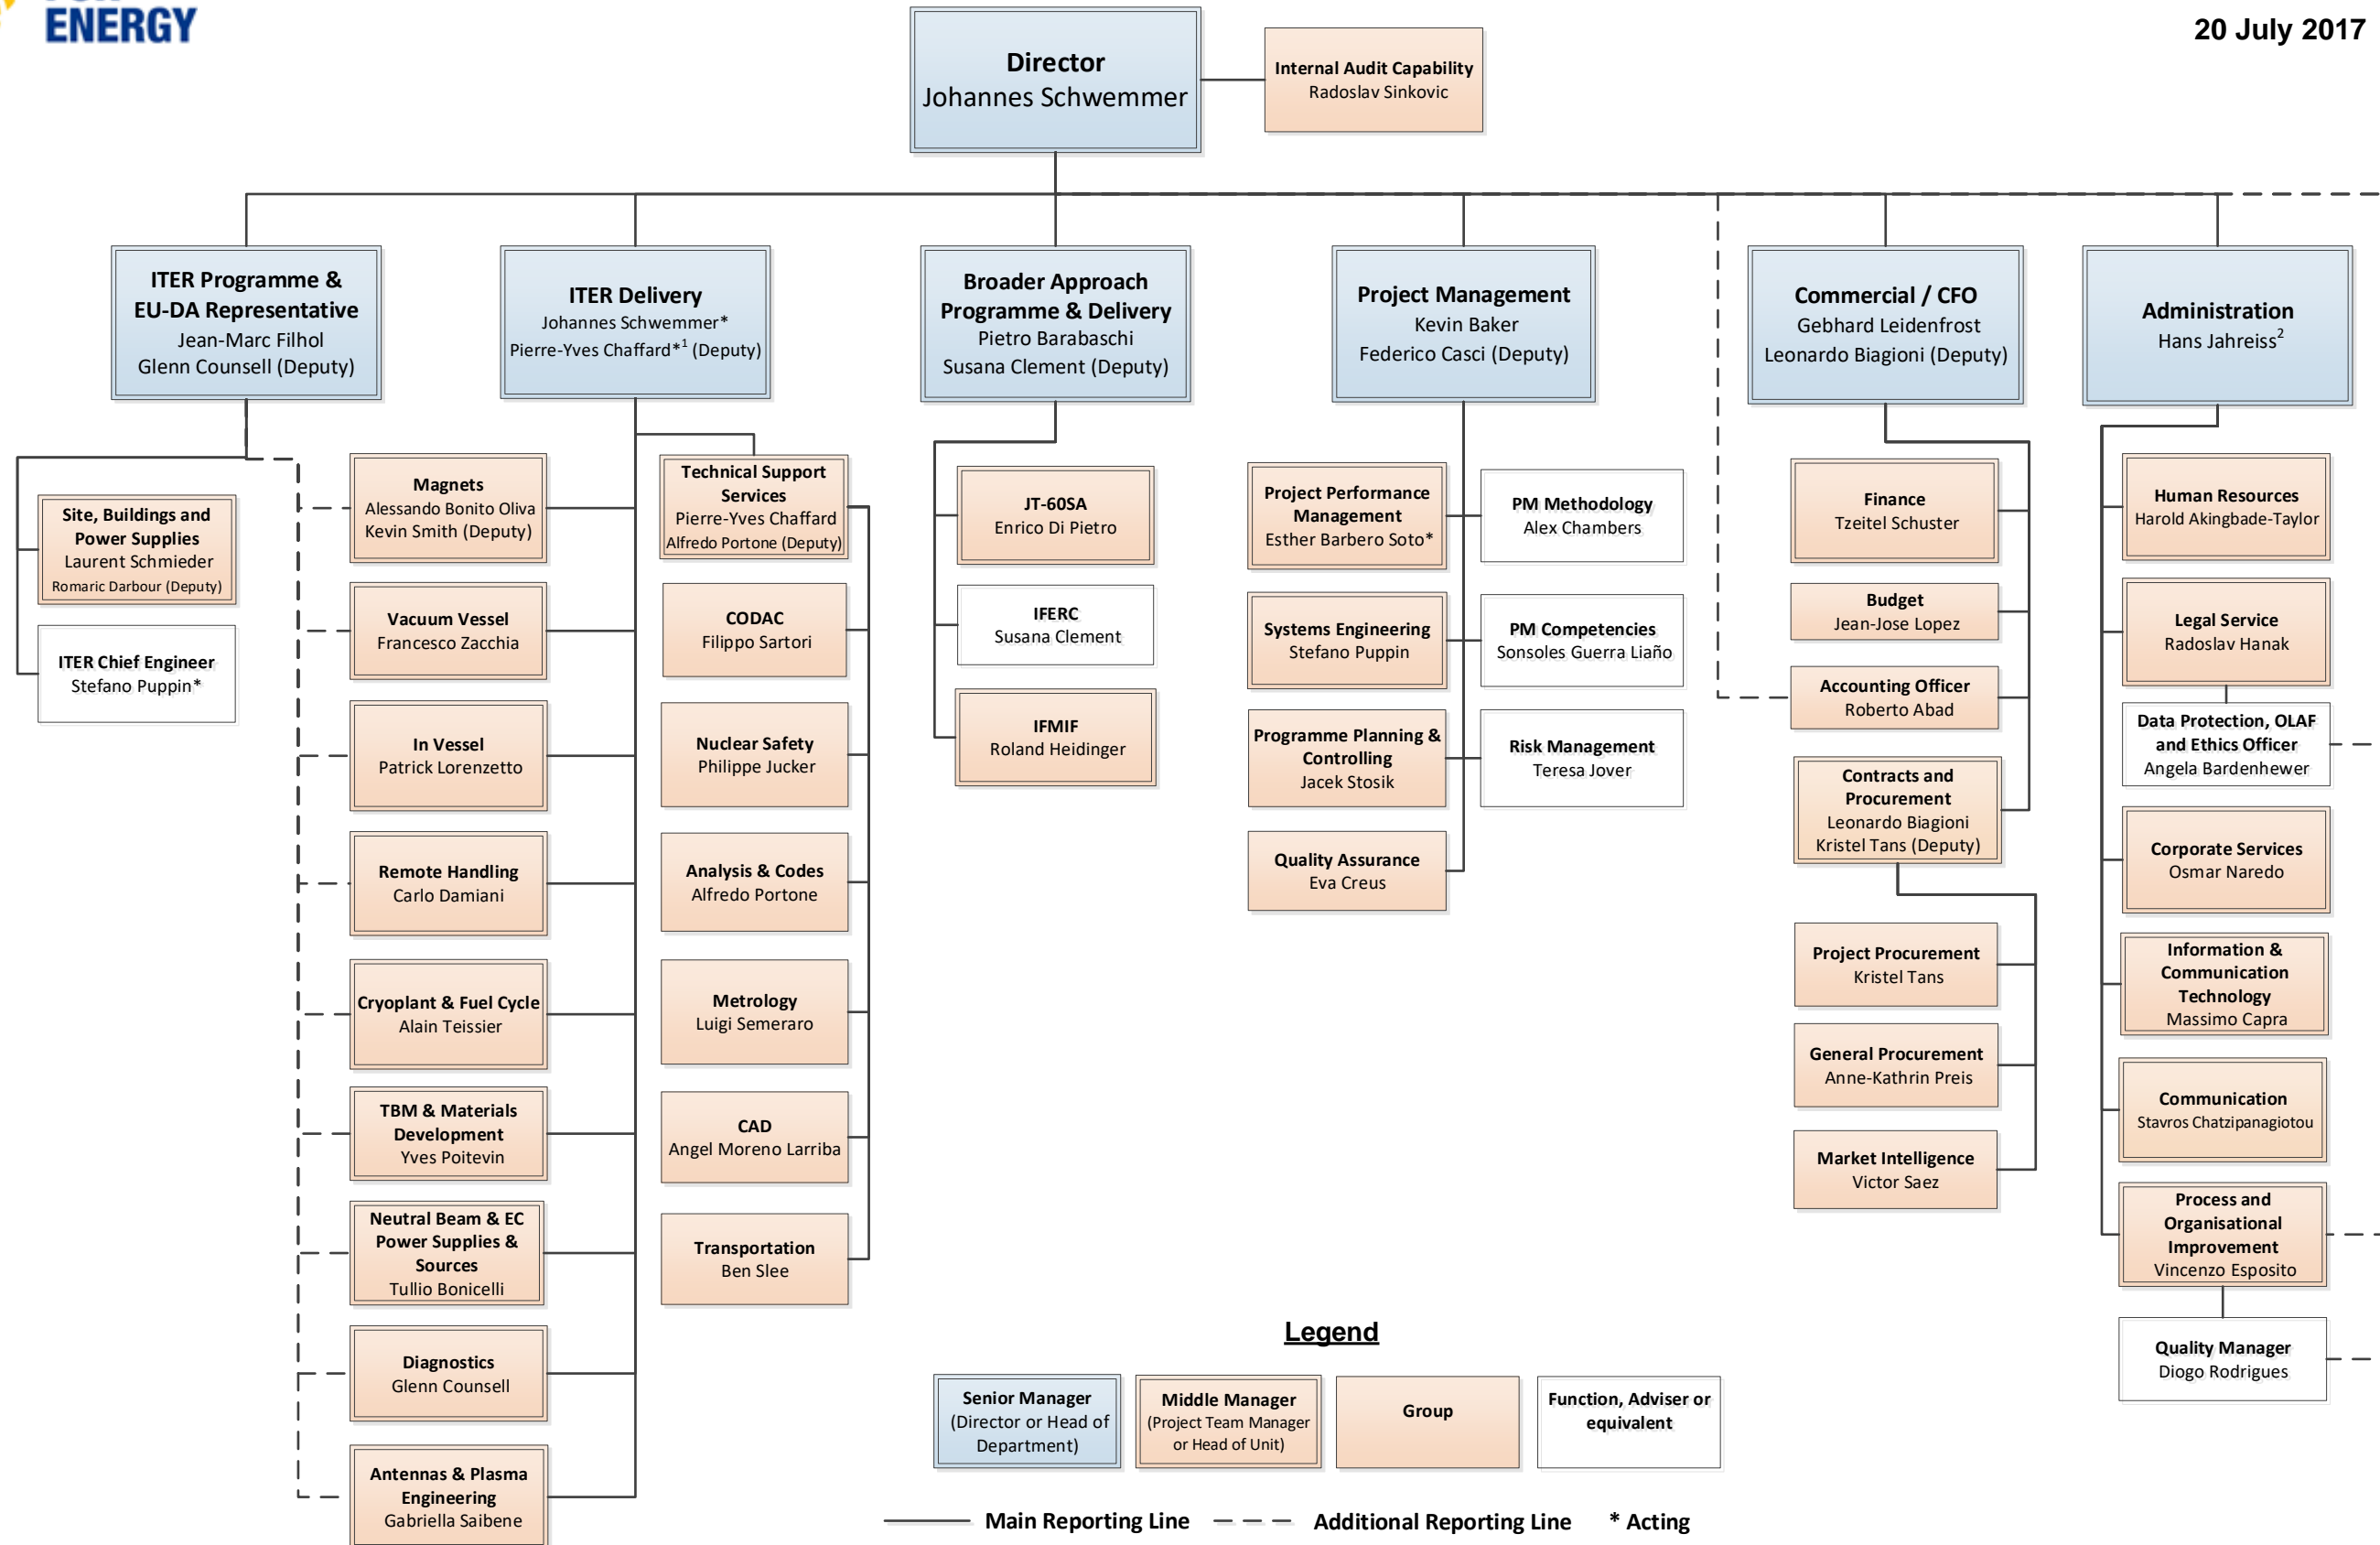 ENERGY
20 July 2017
Director
Johannes Schwemmer
Internal Audit Capability
Radoslav Sinkovic
ITER Programme &
EU-DA Representative
Jean-Marc Filhol
Glenn Counsell (Deputy)
ITER Delivery
Johannes Schwemmer*
Pierre-Yves Chaffard*1 (Deputy)
Broader Approach
Programme & Delivery
Pietro Barabaschi
Susana Clement (Deputy)
Project Management
Kevin Baker
Federico Casci (Deputy)
Commercial / CFO
Gebhard Leidenfrost
Leonardo Biagioni (Deputy)
Administration
Hans Jahreiss2
Site, Buildings and
Power Supplies
Laurent Schmieder
Romaric Darbour (Deputy)
ITER Chief Engineer
Stefano Puppin*
Magnets
Alessando Bonito Oliva
Kevin Smith (Deputy)
Vacuum Vessel
Francesco Zacchia
In Vessel
Patrick Lorenzetto
Remote Handling
Carlo Damiani
Cryoplant & Fuel Cycle
Alain Teissier
TBM & Materials
Development
Yves Poitevin
Neutral Beam & EC
Power Supplies &
Sources
Tullio Bonicelli
Diagnostics
Glenn Counsell
Antennas & Plasma
Engineering
Gabriella Saibene
Technical Support
Services
Pierre-Yves Chaffard
Alfredo Portone (Deputy)
CODAC
Filippo Sartori
Nuclear Safety
Philippe Jucker
Analysis & Codes
Alfredo Portone
Metrology
Luigi Semeraro
CAD
Angel Moreno Larriba
Transportation
Ben Slee
JT-60SA
Enrico Di Pietro
IFERC
Susana Clement
IFMIF
Roland Heidinger
Project Performance
Management
Esther Barbero Soto*
Systems Engineering
Stefano Puppin
Programme Planning &
Controlling
Jacek Stosik
Quality Assurance
Eva Creus
PM Methodology
Alex Chambers
PM Competencies
Sonsoles Guerra Liaño
Risk Management
Teresa Jover
Finance
Tzeitel Schuster
Budget
Jean-Jose Lopez
Accounting Officer
Roberto Abad
Contracts and
Procurement
Leonardo Biagioni
Kristel Tans (Deputy)
Project Procurement
Kristel Tans
General Procurement
Anne-Kathrin Preis
Market Intelligence
Victor Saez
Human Resources
Harold Akingbade-Taylor
Legal Service
Radoslav Hanak
Data Protection, OLAF
and Ethics Officer
Angela Bardenhewer
Corporate Services
Osmar Naredo
Information &
Communication
Technology
Massimo Capra
Communication
Stavros Chatzipanagiotou
Process and
Organisational
Improvement
Vincenzo Esposito
Quality Manager
Diogo Rodrigues
Legend
Senior Manager
(Director or Head of
Department)
Middle Manager
(Project Team Manager
or Head of Unit)
Group
Function, Adviser or
equivalent
Main Reporting Line
Additional Reporting Line
* Acting